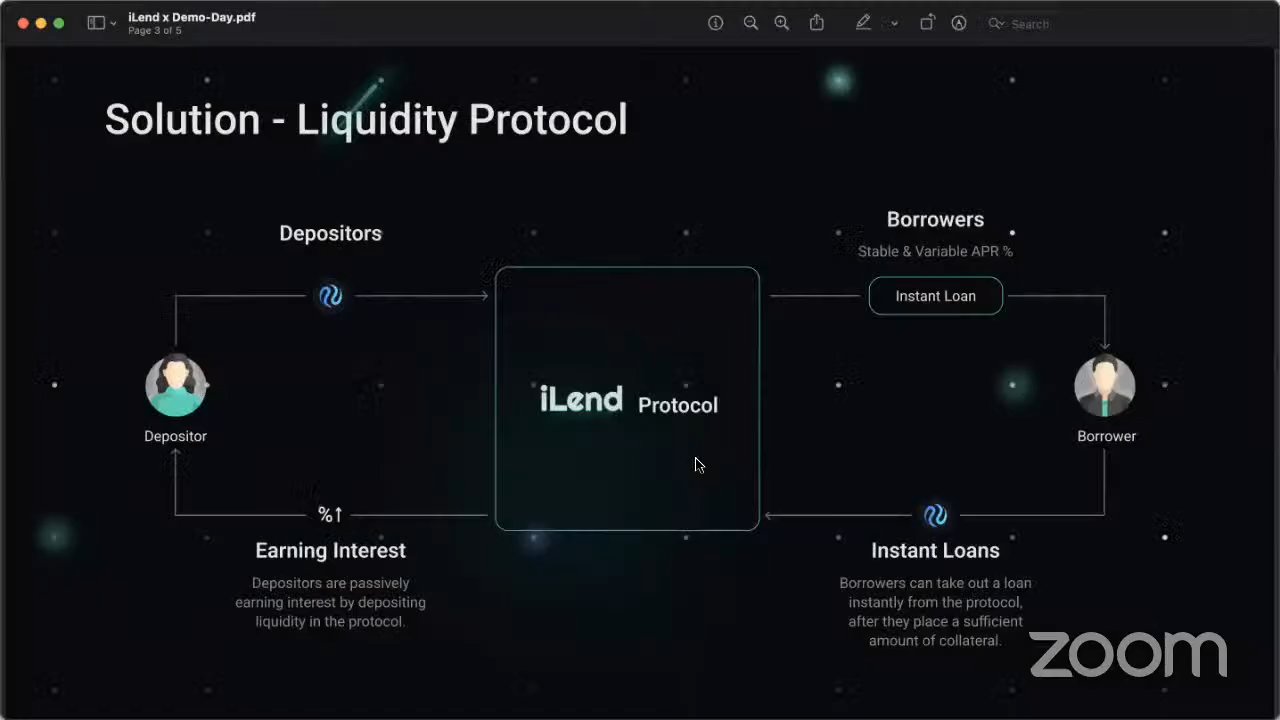 iLend x Demo-Day.pdf
Page 3 of 5
Search
Solution - Liquidity Protocol
Depositors
Borrowers
Stable & Variable APR %
Instant Loan
iLend Protocol
Depositor
Borrower
%↑
Earning Interest
Depositors are passively
earning interest by depositing
liquidity in the protocol.
Instant Loans
Borrowers can take out a loan
instantly from the protocol,
after they place a sufficient
amount of collateral.
zoom